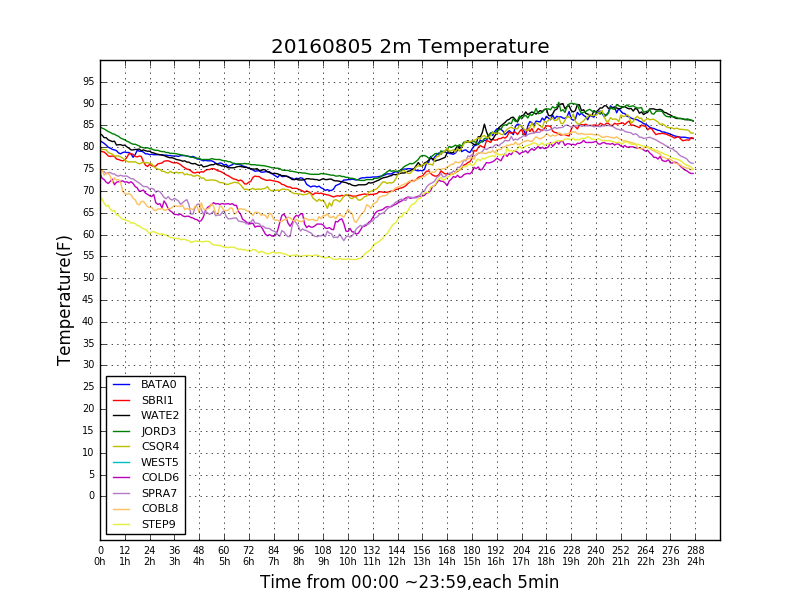 20160805 2m Temperature
Temperature(F)
95
90
85
80
75
70
65
60
55
50
45
40
35
30
25
20
15
10
5
0
BATA0
SBRI1
WATE2
JORD3
CSQR4
WEST5
COLD6
SPRA7
COBL8
STEP9
0 12 24 36 48 60 72 84 96 108 120 132 144 156 168 180 192 204 216 228 240 252 264 276 288
0h 1h 2h 3h 4h 5h 6h 7h 8h 9h 10h 11h 12h 13h 14h 15h 16h 17h 18h 19h 20h 21h 22h 23h 24h
Time from 00:00 ~23:59,each 5min